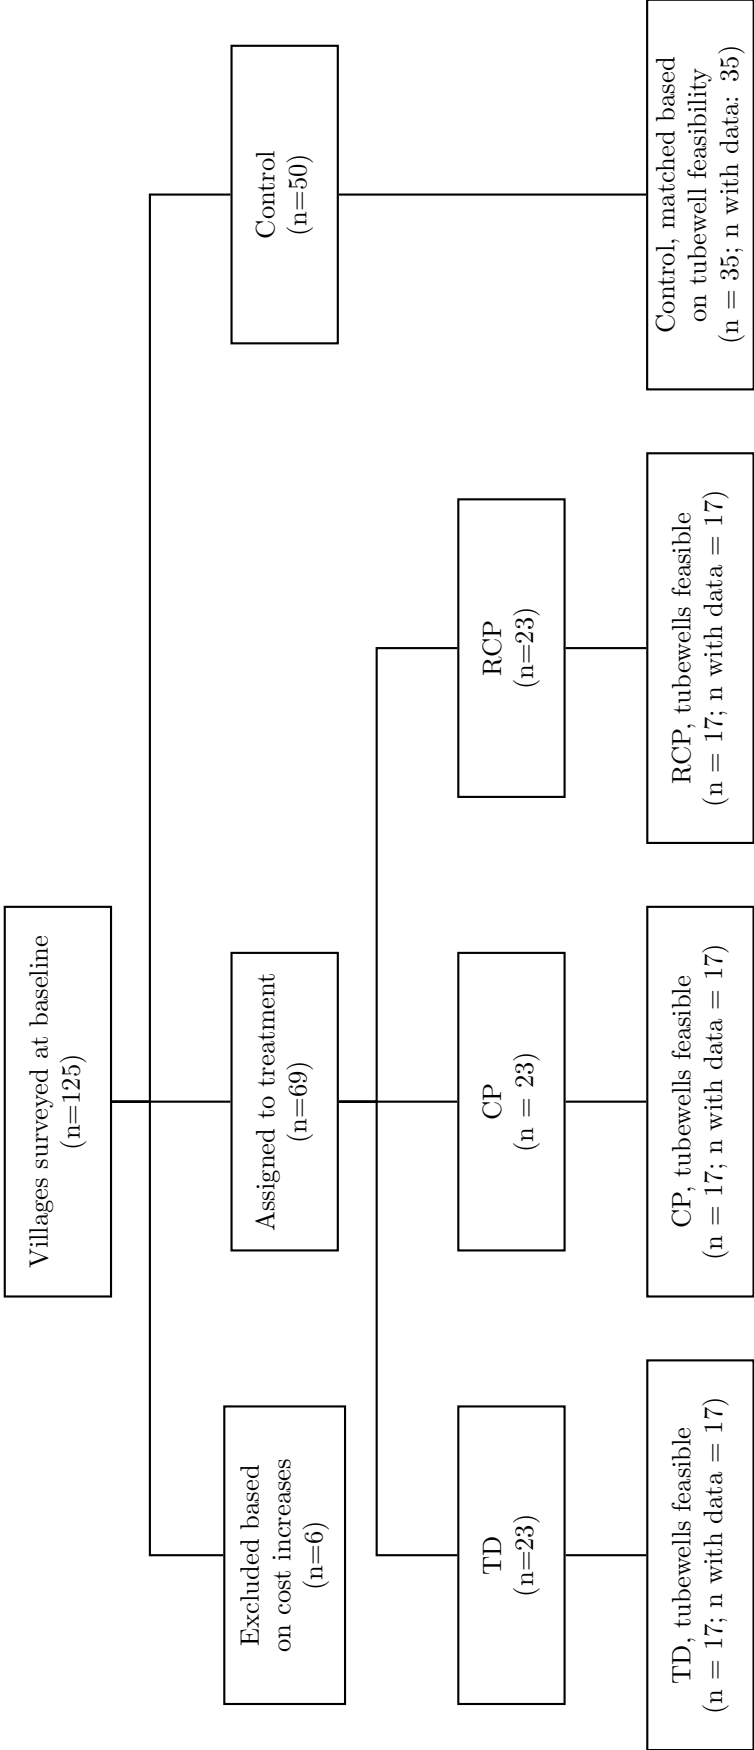 Villages surveyed at baseline
(n=125)
Excluded based
on cost increases
(n=6)
Assigned to treatment
(n=69)
Control
(n=50)
TD
(n=23)
CP
(n = 23)
RCP
(n=23)
TD, tubewells feasible
(n = 17; n with data = 17)
CP, tubewells feasible
(n = 17; n with data = 17)
RCP, tubewells feasible
(n = 17; n with data = 17)
Control, matched based
on tubewell feasibility
(n = 35; n with data: 35)